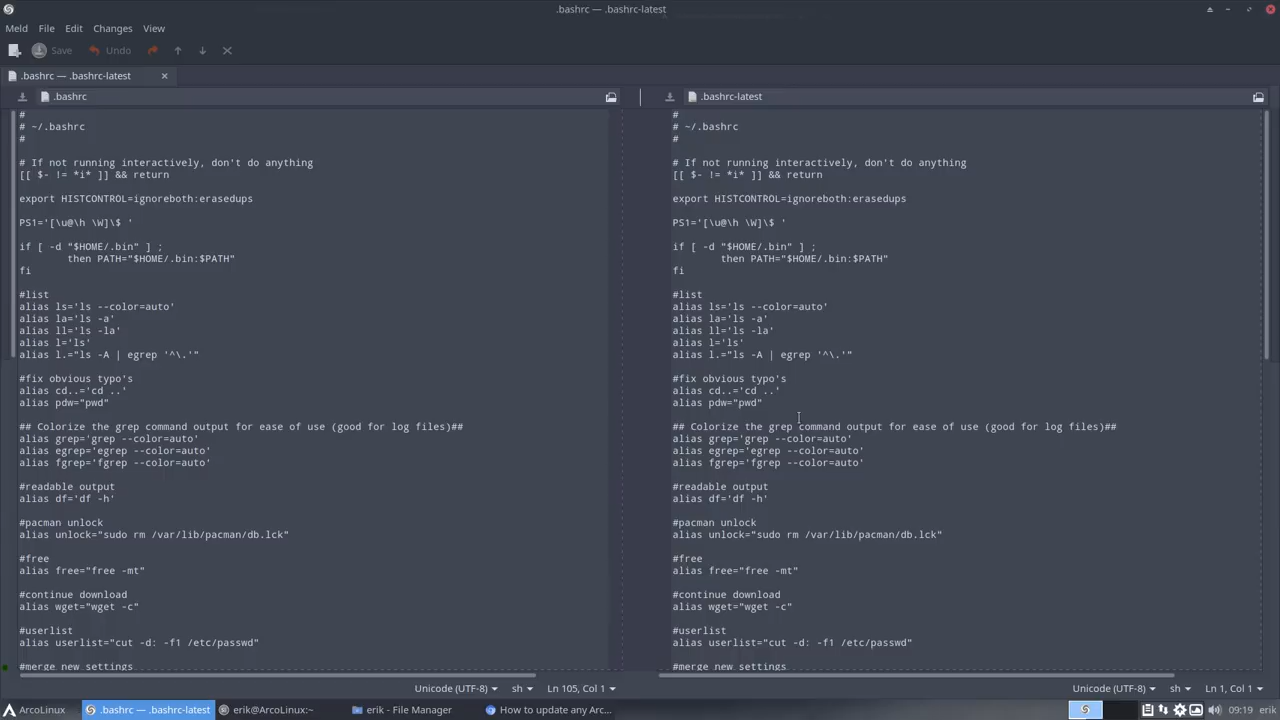 .bashrc — .bashrc-latest
Meld File Edit Changes View
Save Undo
.bashrc — .bashrc-latest
.bashrc
#
# ~/.bashrc
#
# If not running interactively, don't do anything
[[ $- != *i* ]] && return
export HISTCONTROL=ignoreboth:erasedups
PS1='[\u@\h \W]\$ '
if [ -d "$HOME/.bin" ] ;
then PATH="$HOME/.bin:$PATH"
fi
#list
alias ls='ls --color=auto'
alias la='ls -a'
alias ll='ls -la'
alias l='ls'
alias l.="ls -A | egrep '^\.'"
#fix obvious typo's
alias cd..='cd ..'
alias pdw="pwd"
## Colorize the grep command output for ease of use (good for log files)##
alias grep='grep --color=auto'
alias egrep='egrep --color=auto'
alias fgrep='fgrep --color=auto'
#readable output
alias df='df -h'
#pacman unlock
alias unlock="sudo rm /var/lib/pacman/db.lck"
#free
alias free="free -mt"
#continue download
alias wget="wget -c"
#userlist
alias userlist="cut -d: -f1 /etc/passwd"
#merge new settings
Unicode (UTF-8) sh Ln 105, Col 1
.bashrc-latest
#
# ~/.bashrc
#
# If not running interactively, don't do anything
[[ $- != *i* ]] && return
export HISTCONTROL=ignoreboth:erasedups
PS1='[\u@\h \W]\$ '
if [ -d "$HOME/.bin" ] ;
then PATH="$HOME/.bin:$PATH"
fi
#list
alias ls='ls --color=auto'
alias la='ls -a'
alias ll='ls -la'
alias l='ls'
alias l.="ls -A | egrep '^\.'"
#fix obvious typo's
alias cd..='cd ..'
alias pdw="pwd"
## Colorize the grep command output for ease of use (good for log files)##
alias grep='grep --color=auto'
alias egrep='egrep --color=auto'
alias fgrep='fgrep --color=auto'
#readable output
alias df='df -h'
#pacman unlock
alias unlock="sudo rm /var/lib/pacman/db.lck"
#free
alias free="free -mt"
#continue download
alias wget="wget -c"
#userlist
alias userlist="cut -d: -f1 /etc/passwd"
#merge new settings
Unicode (UTF-8) sh Ln 1, Col 1
ArcoLinux .bashrc — .bashrc-latest erik@ArcoLinux:~ erik - File Manager How to update any Arc... 09:19 erik